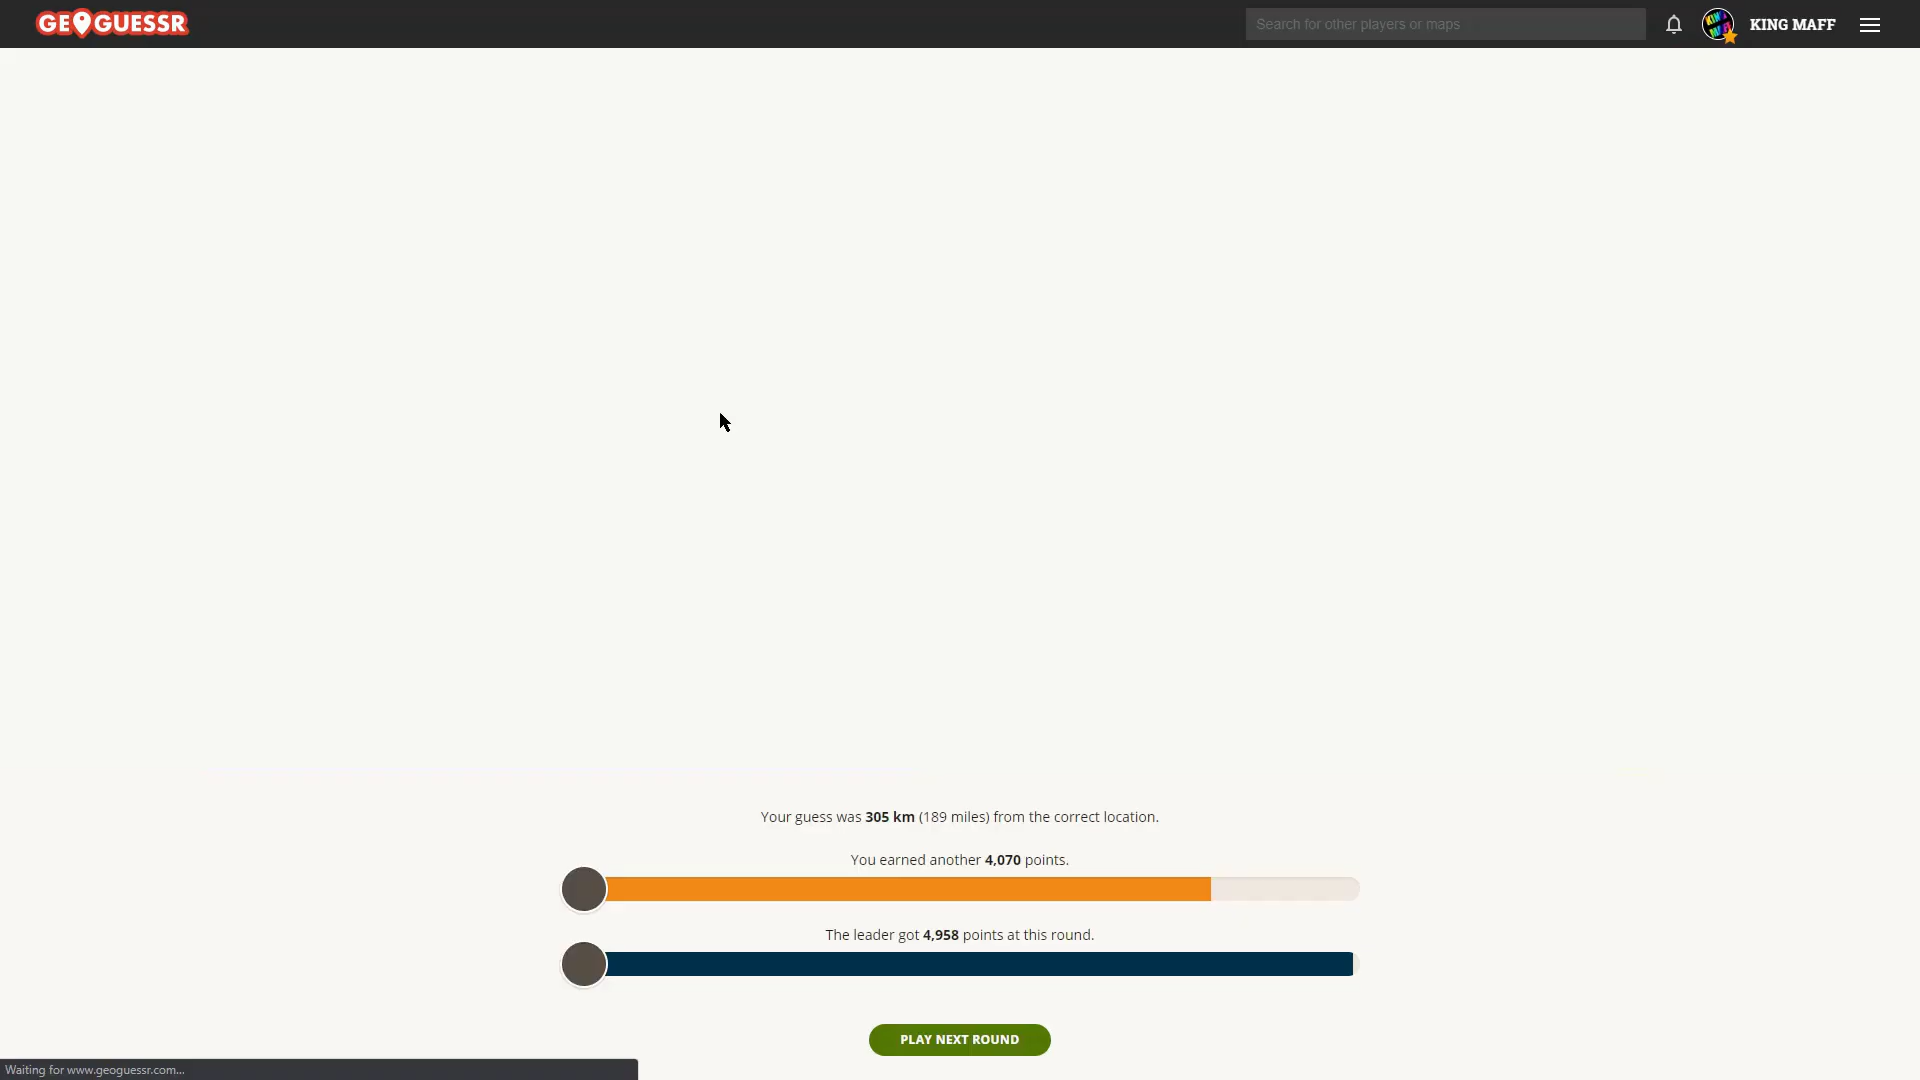 GEOGUESSR
Search for other players or maps
KING MAFF
Your guess was 305 km (189 miles) from the correct location.
You earned another 4,070 points.
The leader got 4,958 points at this round.
PLAY NEXT ROUND
Waiting for www.geoguessr.com...